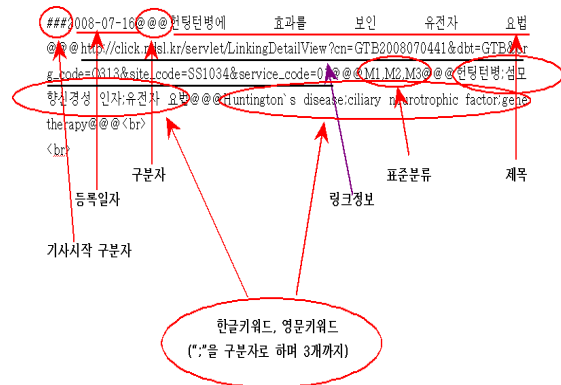 ###2008-07-16@@@헌팅턴병에 효과를 보인 유전자 요법
@@@http://click.ndsl.kr/servlet/LinkingDetailView?cn=GTB2008070441&dbt=GTB&or
g_code=O313&site_code=SS1034&service_code=01@@@M1,M2,M3@@@헌팅턴병;섬모
향신경성 인자;유전자 요법@@@Huntington`s disease;ciliary neurotrophic factor;gene
therapy@@@<br>
<br>
구분자
표준분류
제목
등록일자
링크정보
기사시작 구분자
한글키워드, 영문키워드
(“;”을 구분자로 하며 3개까지)